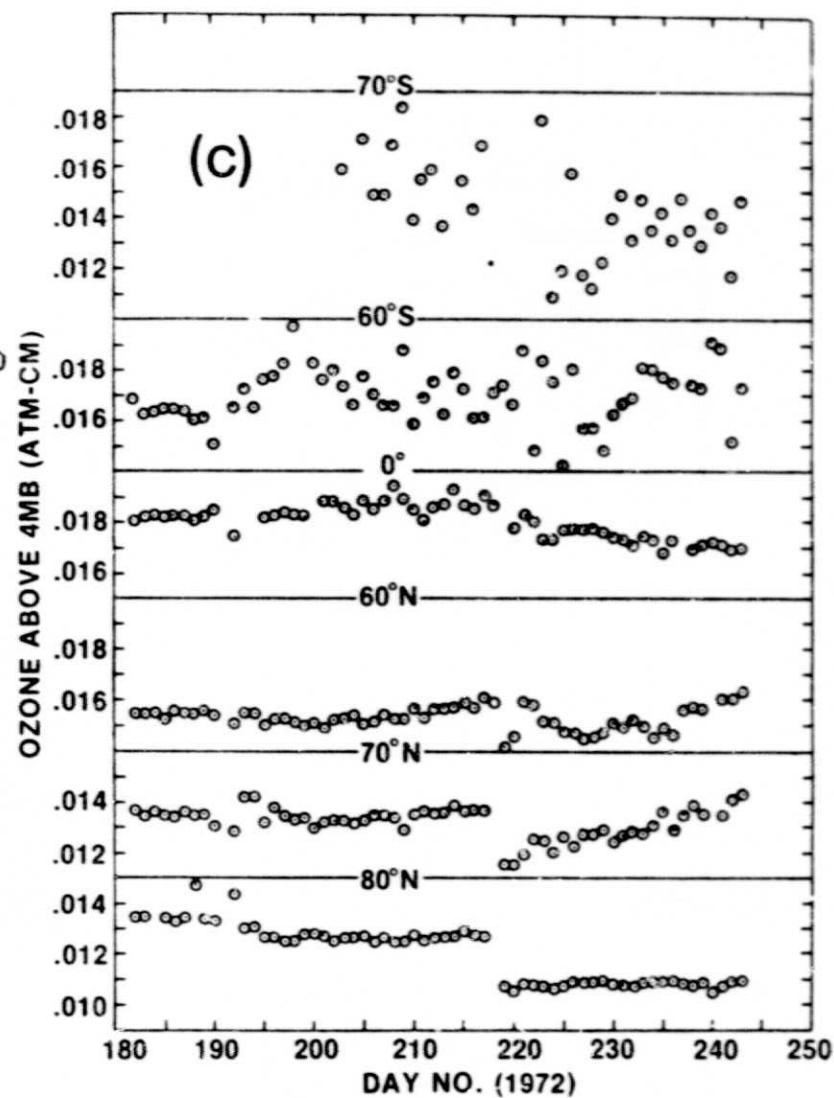 70°S
.018
(c)
.016
.014
.012
60°S
.018
.016
0°
.018
.016
60°N
.018
.016
70°N
.014
.012
80°N
.014
.012
.010
180 190 200 210 220 230 240 250
DAY NO. (1972)
OZONE ABOVE 4MB (ATM-CM)